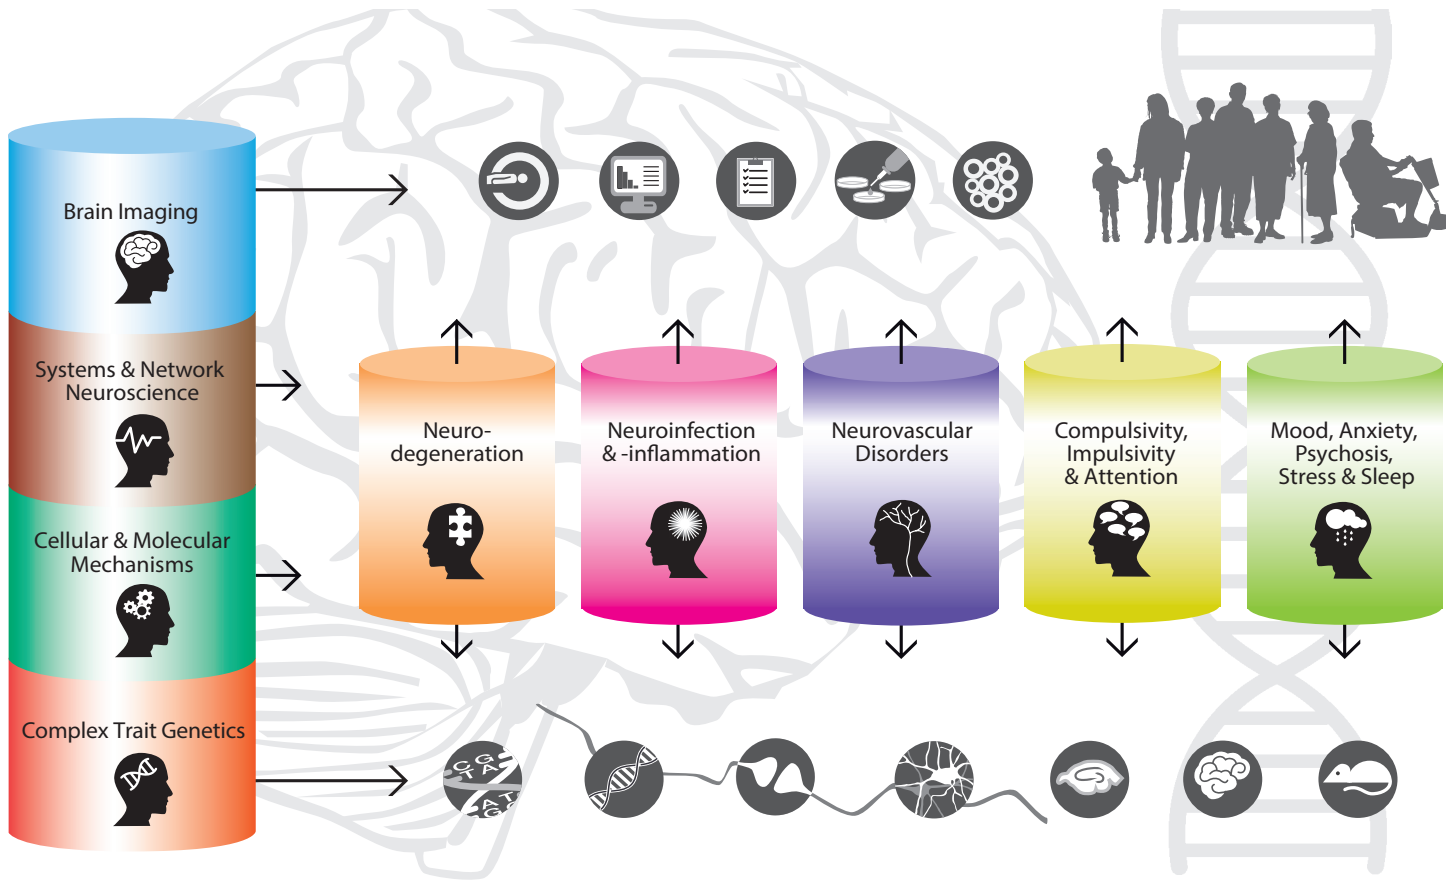 Brain Imaging
Systems & Network
Neuroscience
Cellular & Molecular
Mechanisms
Complex Trait Genetics
Neuro-
degeneration
Neuroinfection
& -inflammation
Neurovascular
Disorders
Compulsivity,
Impulsivity
& Attention
Mood, Anxiety,
Psychosis,
Stress & Sleep
C G
T A